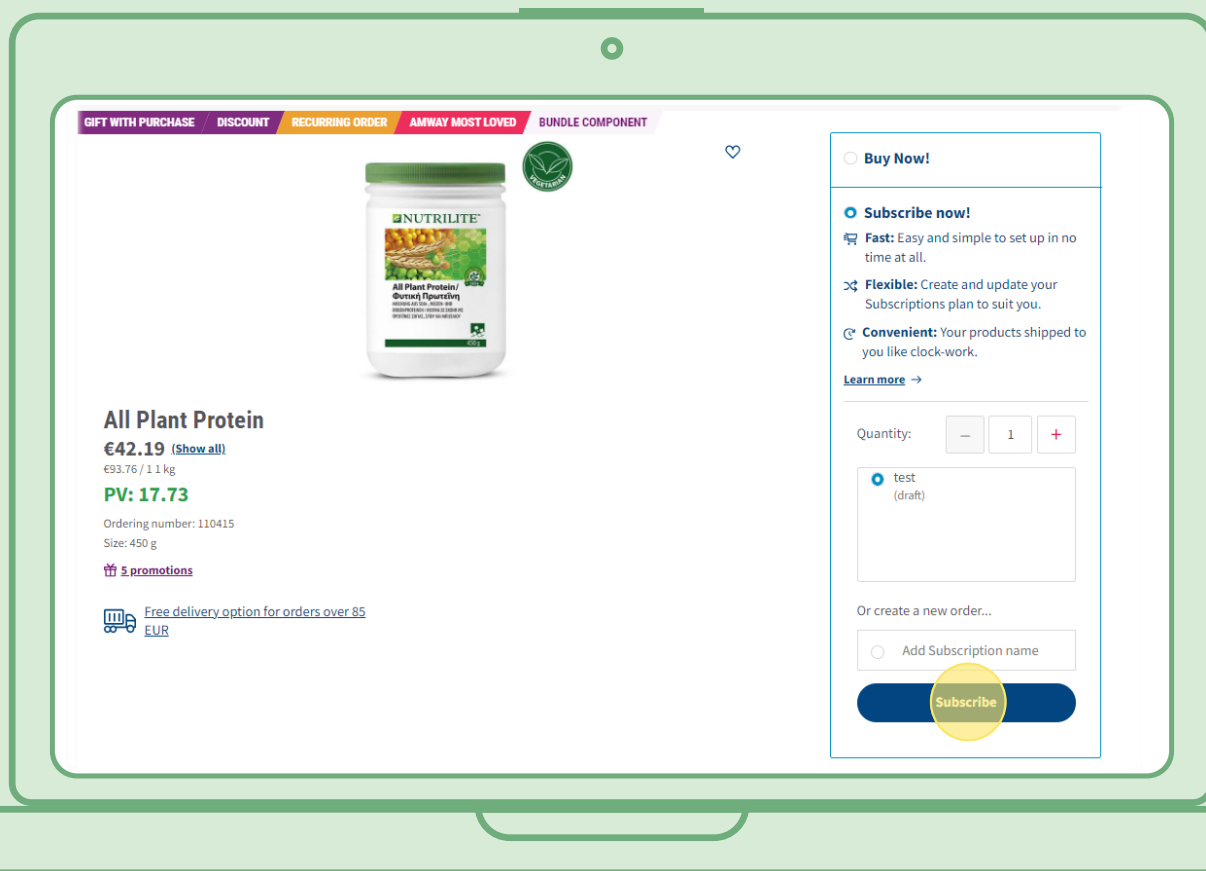 GIFT WITH PURCHASE DISCOUNT RECURRING ORDER AMWAY MOST LOVED BUNDLE COMPONENT
VEGETARIAN
NUTRILITE
All Plant Protein/
Φυτική Πρωτεΐνη
450 g
All Plant Protein
€42.19 (Show all)
€93.76 / 1 1 kg
PV: 17.73
Ordering number: 110415
Size: 450 g
5 promotions
Free delivery option for orders over 85
EUR
Buy Now!
Subscribe now!
Fast: Easy and simple to set up in no
time at all.
Flexible: Create and update your
Subscriptions plan to suit you.
Convenient: Your products shipped to
you like clock-work.
Learn more
Quantity:
–
1
+
test
(draft)
Or create a new order...
Add Subscription name
Subscribe